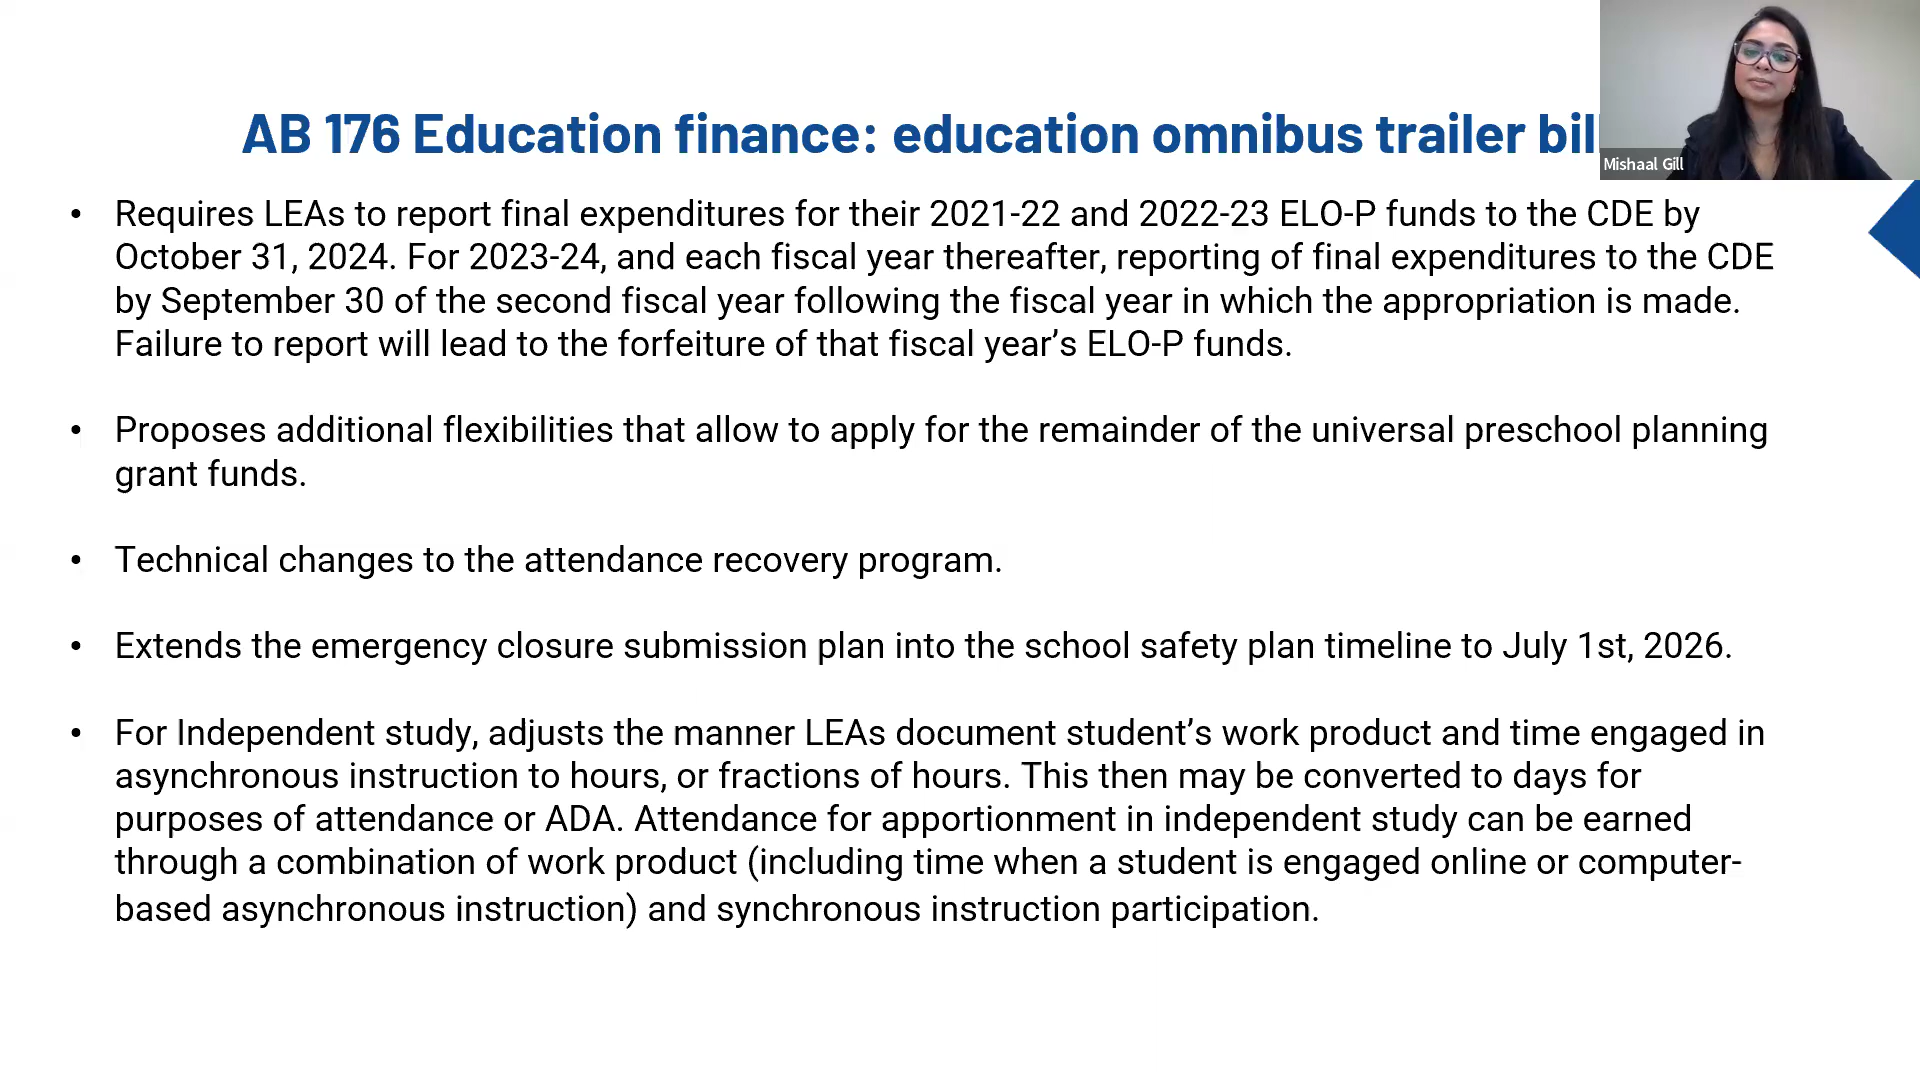 AB 176 Education finance: education omnibus trailer bil
Mishaal Gill
• Requires LEAs to report final expenditures for their 2021-22 and 2022-23 ELO-P funds to the CDE by
October 31, 2024. For 2023-24, and each fiscal year thereafter, reporting of final expenditures to the CDE
by September 30 of the second fiscal year following the fiscal year in which the appropriation is made.
Failure to report will lead to the forfeiture of that fiscal year’s ELO-P funds.
• Proposes additional flexibilities that allow to apply for the remainder of the universal preschool planning
grant funds.
• Technical changes to the attendance recovery program.
• Extends the emergency closure submission plan into the school safety plan timeline to July 1st, 2026.
• For Independent study, adjusts the manner LEAs document student’s work product and time engaged in
asynchronous instruction to hours, or fractions of hours. This then may be converted to days for
purposes of attendance or ADA. Attendance for apportionment in independent study can be earned
through a combination of work product (including time when a student is engaged online or computer-
based asynchronous instruction) and synchronous instruction participation.